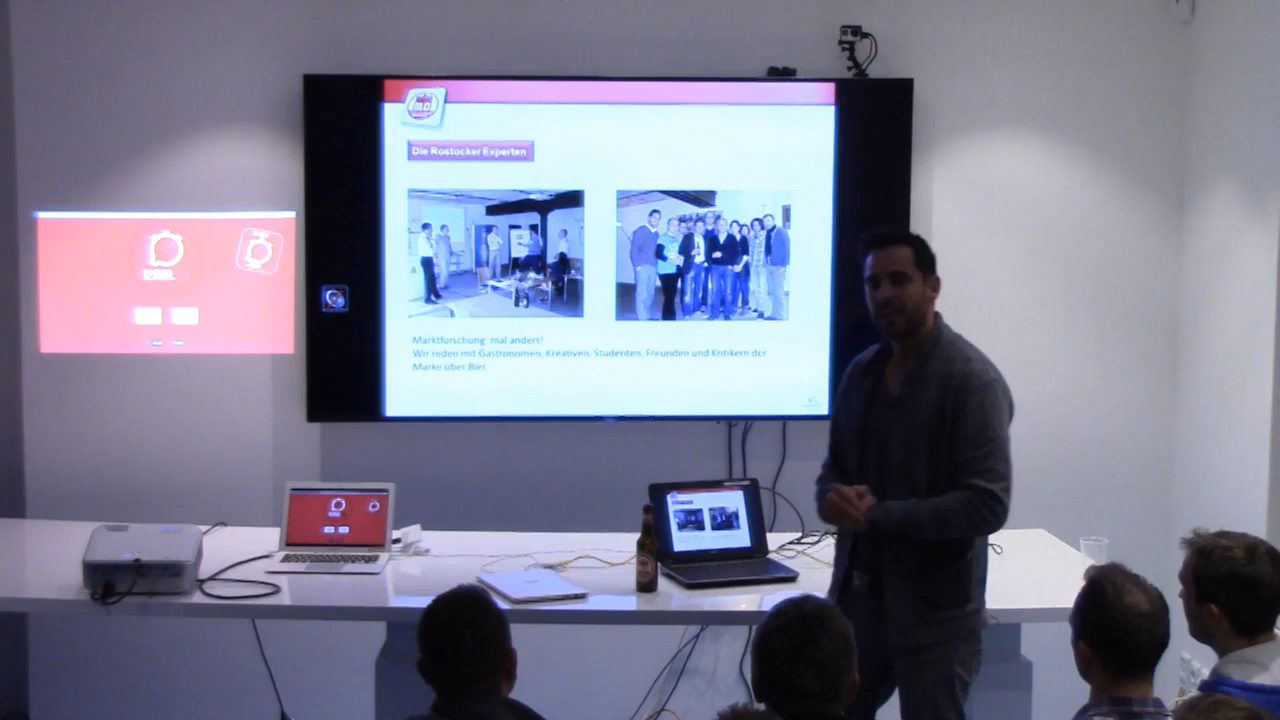 mal
Die Rostocker Experten
Marktforschung mal anders!
Wir reden mit Gastronomen, Kreativen, Studenten, Freunden und Kritikern der
Marke über Bier